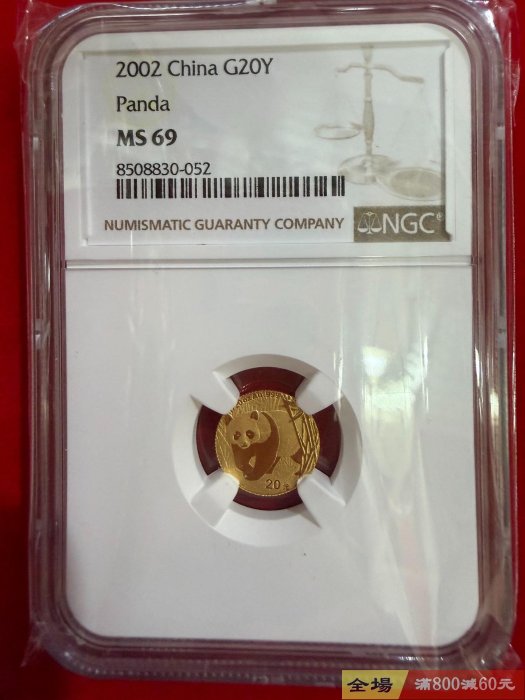 2002 China G20Y
Panda
MS 69
8508830-052
NUMISMATIC GUARANTY COMPANY
NGC
20元
全場
滿800減60元